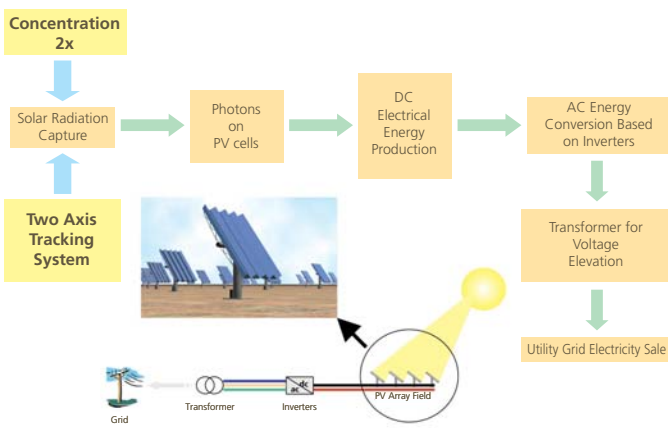 Concentration
2x
Solar Radiation
Capture
Photons
on
PV cells
DC
Electrical
Energy
Production
AC Energy
Conversion Based
on Inverters
Two Axis
Tracking
System
Transformer for
Voltage
Elevation
Utility Grid Electricity Sale
dc
ac
PV Array Field
Grid
Transformer
Inverters